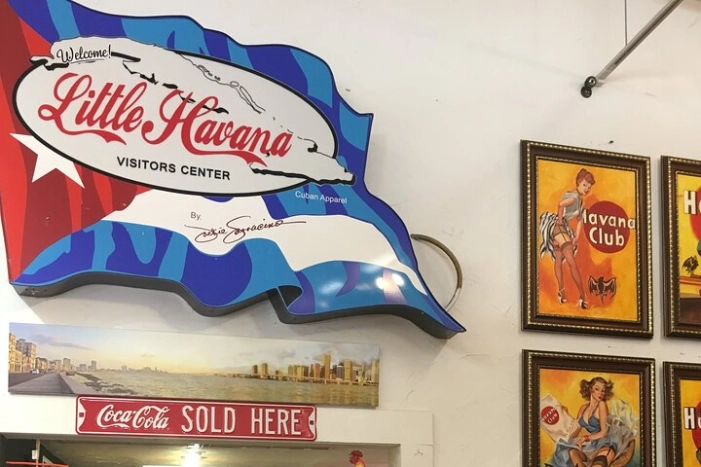 Welcome!
Little Havana
VISITORS CENTER
Cuban Apparel
By.
Havana
Club
Coca-Cola SOLD HERE